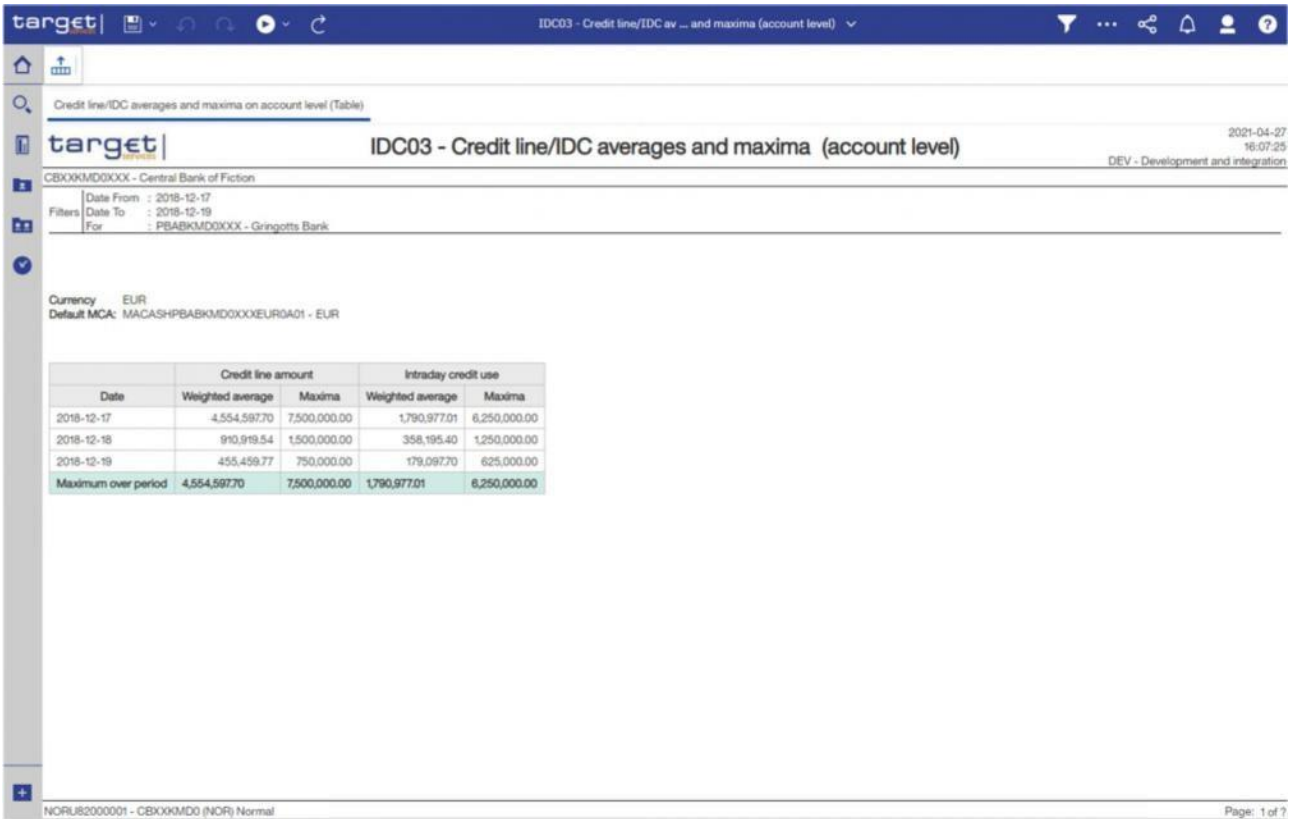 target|
IDC03 - Credit line/IDC av ... and maxima (account level)
Credit line/IDC averages and maxima on account level (Table)
target|
SERVICES
IDC03 - Credit line/IDC averages and maxima (account level)
2021-04-27
16:07:25
DEV - Development and integration
CBXXKMD0XXX - Central Bank of Fiction
Filters Date From : 2018-12-17
Date To : 2018-12-19
For : PBABKMD0XXX - Gringotts Bank
Currency EUR
Default MCA: MACASHPBABKMD0XXXEUR0A01 - EUR
Credit line amount Intraday credit use
Date Weighted average Maxima Weighted average Maxima
2018-12-17 4,554,597.70 7,500,000.00 1,790,977.01 6,250,000.00
2018-12-18 910,919.54 1,500,000.00 358,195.40 1,250,000.00
2018-12-19 455,459.77 750,000.00 179,097.70 625,000.00
Maximum over period 4,554,597.70 7,500,000.00 1,790,977.01 6,250,000.00
NORU82000001 - CBXXKMD0 (NOR) Normal
Page: 1 of ?